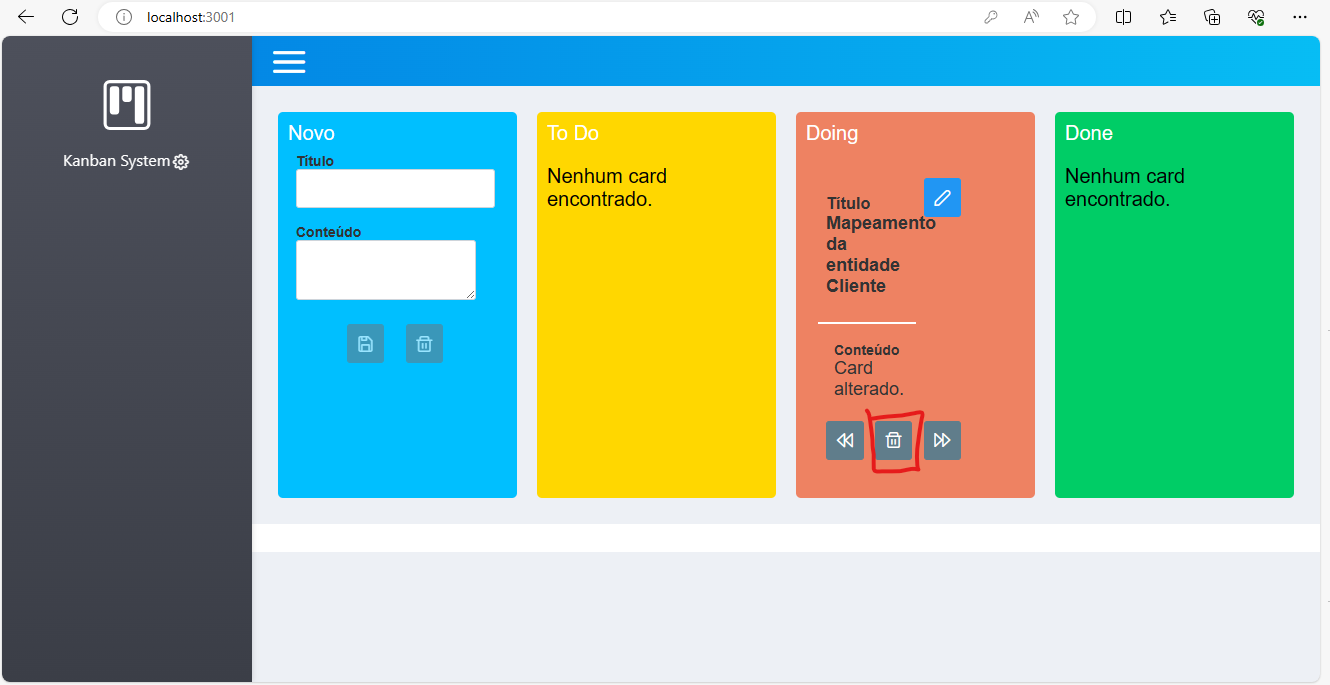 localhost:3001
Kanban System
Novo
Título
Conteúdo
To Do
Nenhum card
encontrado.
Doing
Título
Mapeamento
da
entidade
Cliente
Conteúdo
Card
alterado.
Done
Nenhum card
encontrado.